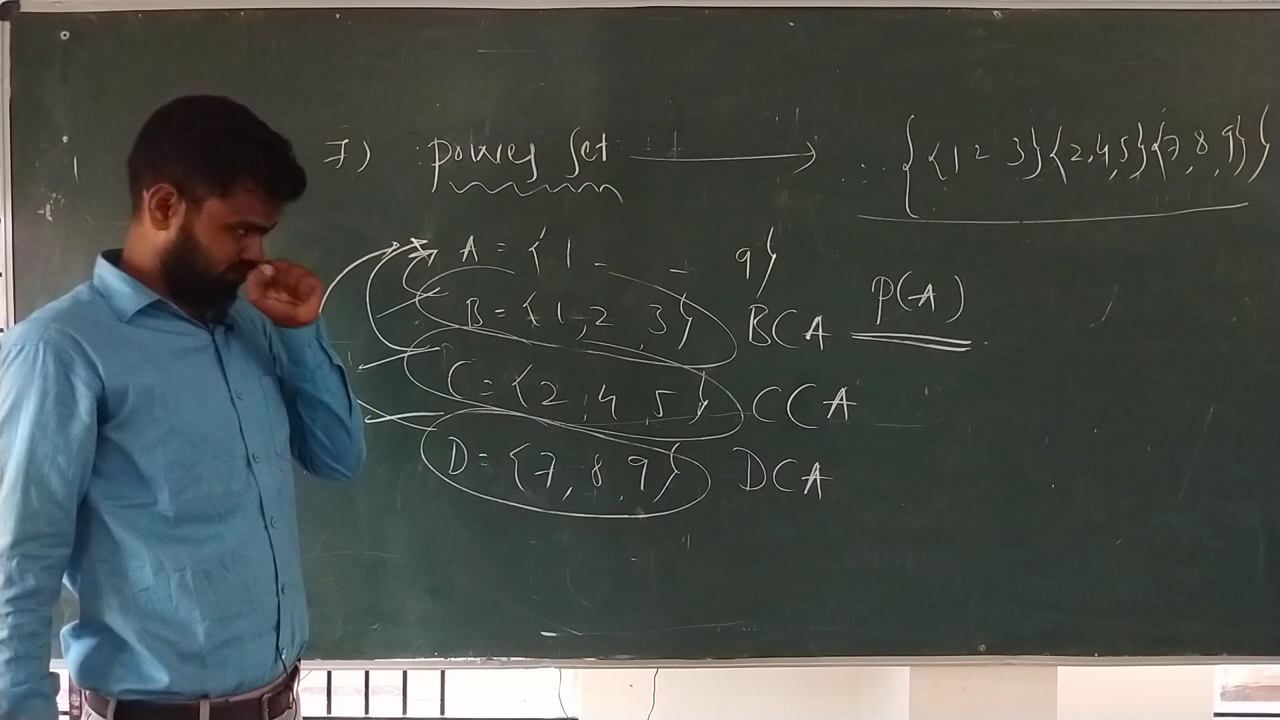 7) power set → {{1 2 3}{2,4,5}{7,8,9}}
A = {1 - - 9}
B = {1,2 3} B⊂A P(A)
C = {2,4,5} C⊂A
D = {7,8,9} D⊂A